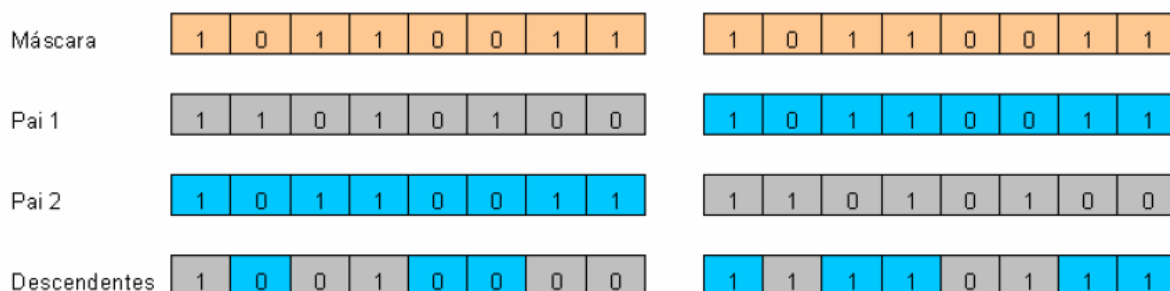 Máscara 1 0 1 1 0 0 1 1 1 0 1 1 0 0 1 1
Pai 1 1 1 0 1 0 1 0 0 1 0 1 1 0 0 1 1
Pai 2 1 0 1 1 0 0 1 1 1 1 0 1 0 1 0 0
Descendentes 1 0 0 1 0 0 0 0 1 1 1 1 0 1 1 1